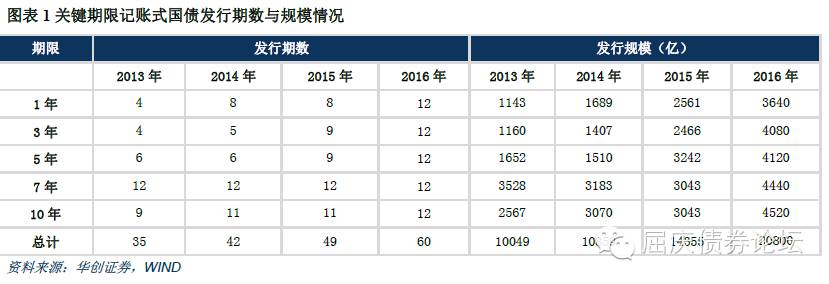 图表 1 关键期限记账式国债发行期数与规模情况
期限 发行期数 发行规模（亿）
2013 年 2014 年 2015 年 2016 年 2013 年 2014 年 2015 年 2016 年
1 年 4 8 8 12 1143 1689 2561 3640
3 年 4 5 9 12 1160 1407 2466 4080
5 年 6 6 9 12 1652 1510 3242 4120
7 年 12 12 12 12 3528 3183 3043 4440
10 年 9 11 11 12 2567 3070 3043 4520
总计 35 42 49 60 10049 14355 20800
屈庆债券论坛
资料来源：华创证券，WIND